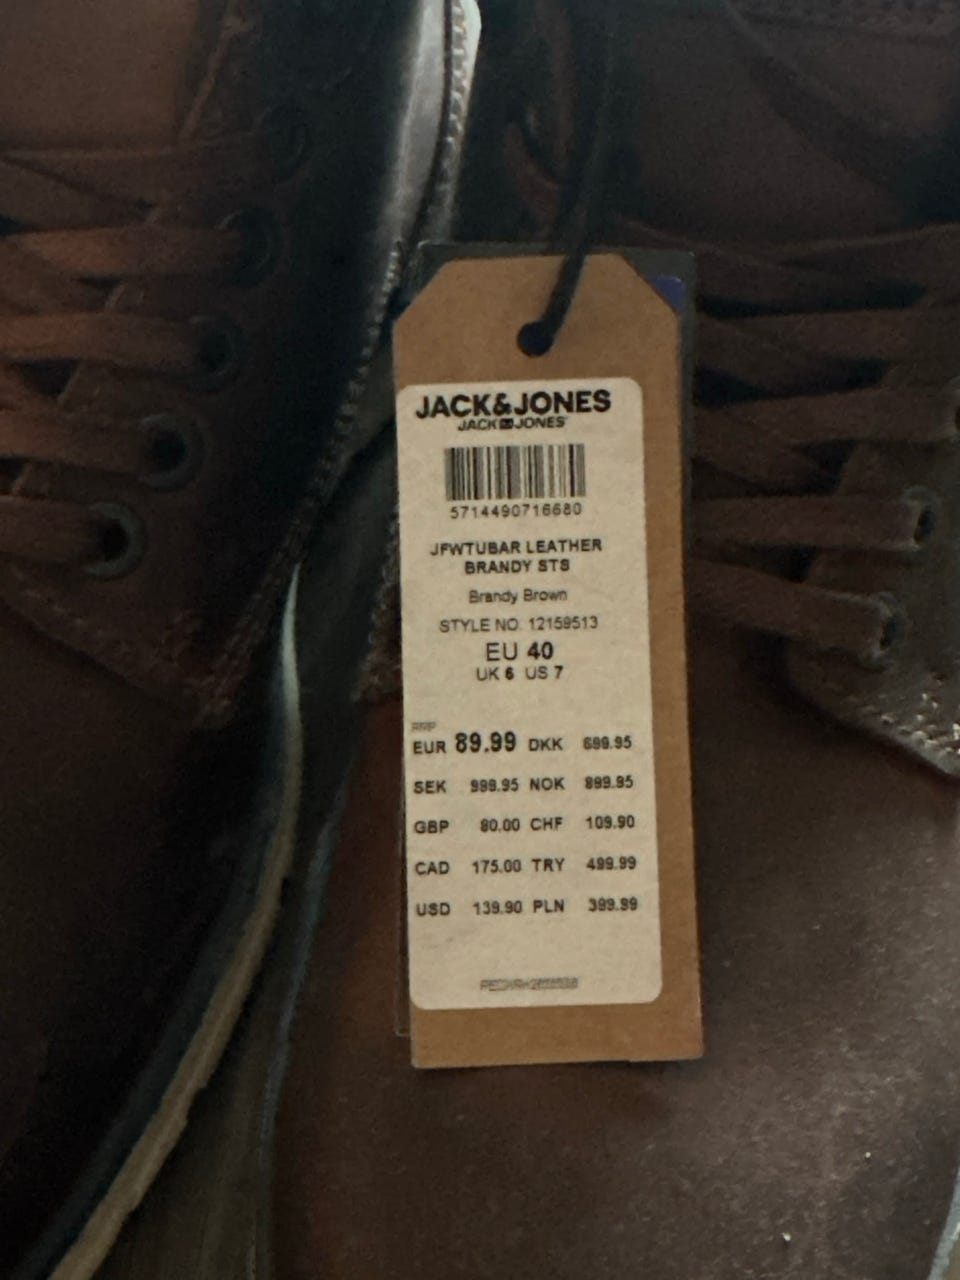 JACK&JONES
JACK & JONES
5714490716680
JFWTUBAR LEATHER
BRANDY STS
Brandy Brown
STYLE NO. 12159513
EU 40
UK 6 US 7
RRP
EUR 89.99 DKK 699.95
SEK 999.95 NOK 899.95
GBP 80.00 CHF 109.90
CAD 175.00 TRY 499.99
USD 139.90 PLN 399.99